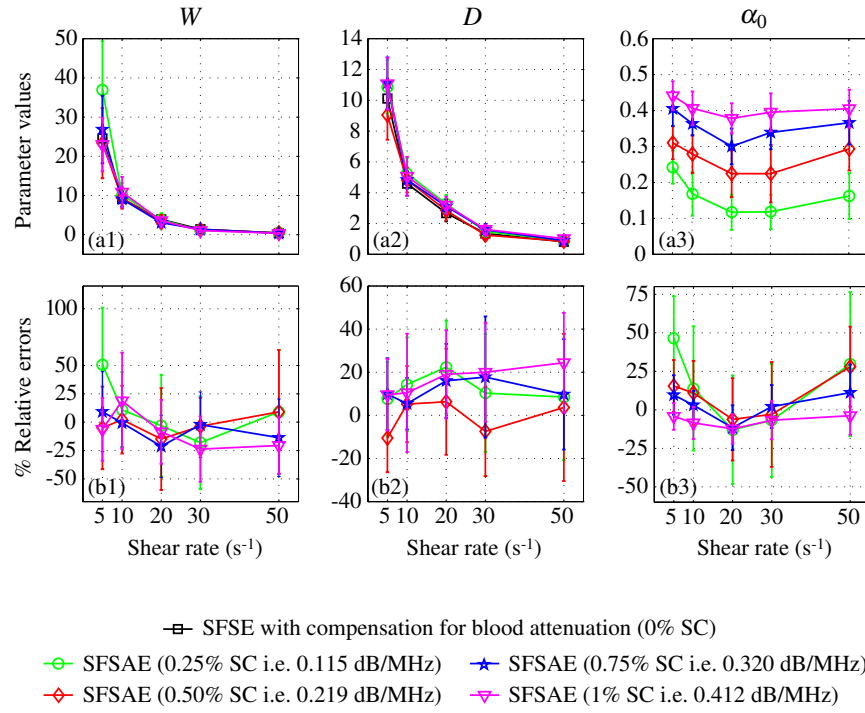 W D α0
Parameter values
50
40
30
20
10
0
(a1)
14
12
10
8
6
4
2
0
(a2)
0.6
0.5
0.4
0.3
0.2
0.1
0
(a3)
% Relative errors
100
50
25
0
-25
-50
(b1)
5 10 20 30 50
Shear rate (s-1)
60
40
20
0
-20
-40
(b2)
5 10 20 30 50
Shear rate (s-1)
75
50
25
0
-25
-50
(b3)
5 10 20 30 50
Shear rate (s-1)
SFSE with compensation for blood attenuation (0% SC)
SFSAE (0.25% SC i.e. 0.115 dB/MHz) SFSAE (0.75% SC i.e. 0.320 dB/MHz)
SFSAE (0.50% SC i.e. 0.219 dB/MHz) SFSAE (1% SC i.e. 0.412 dB/MHz)